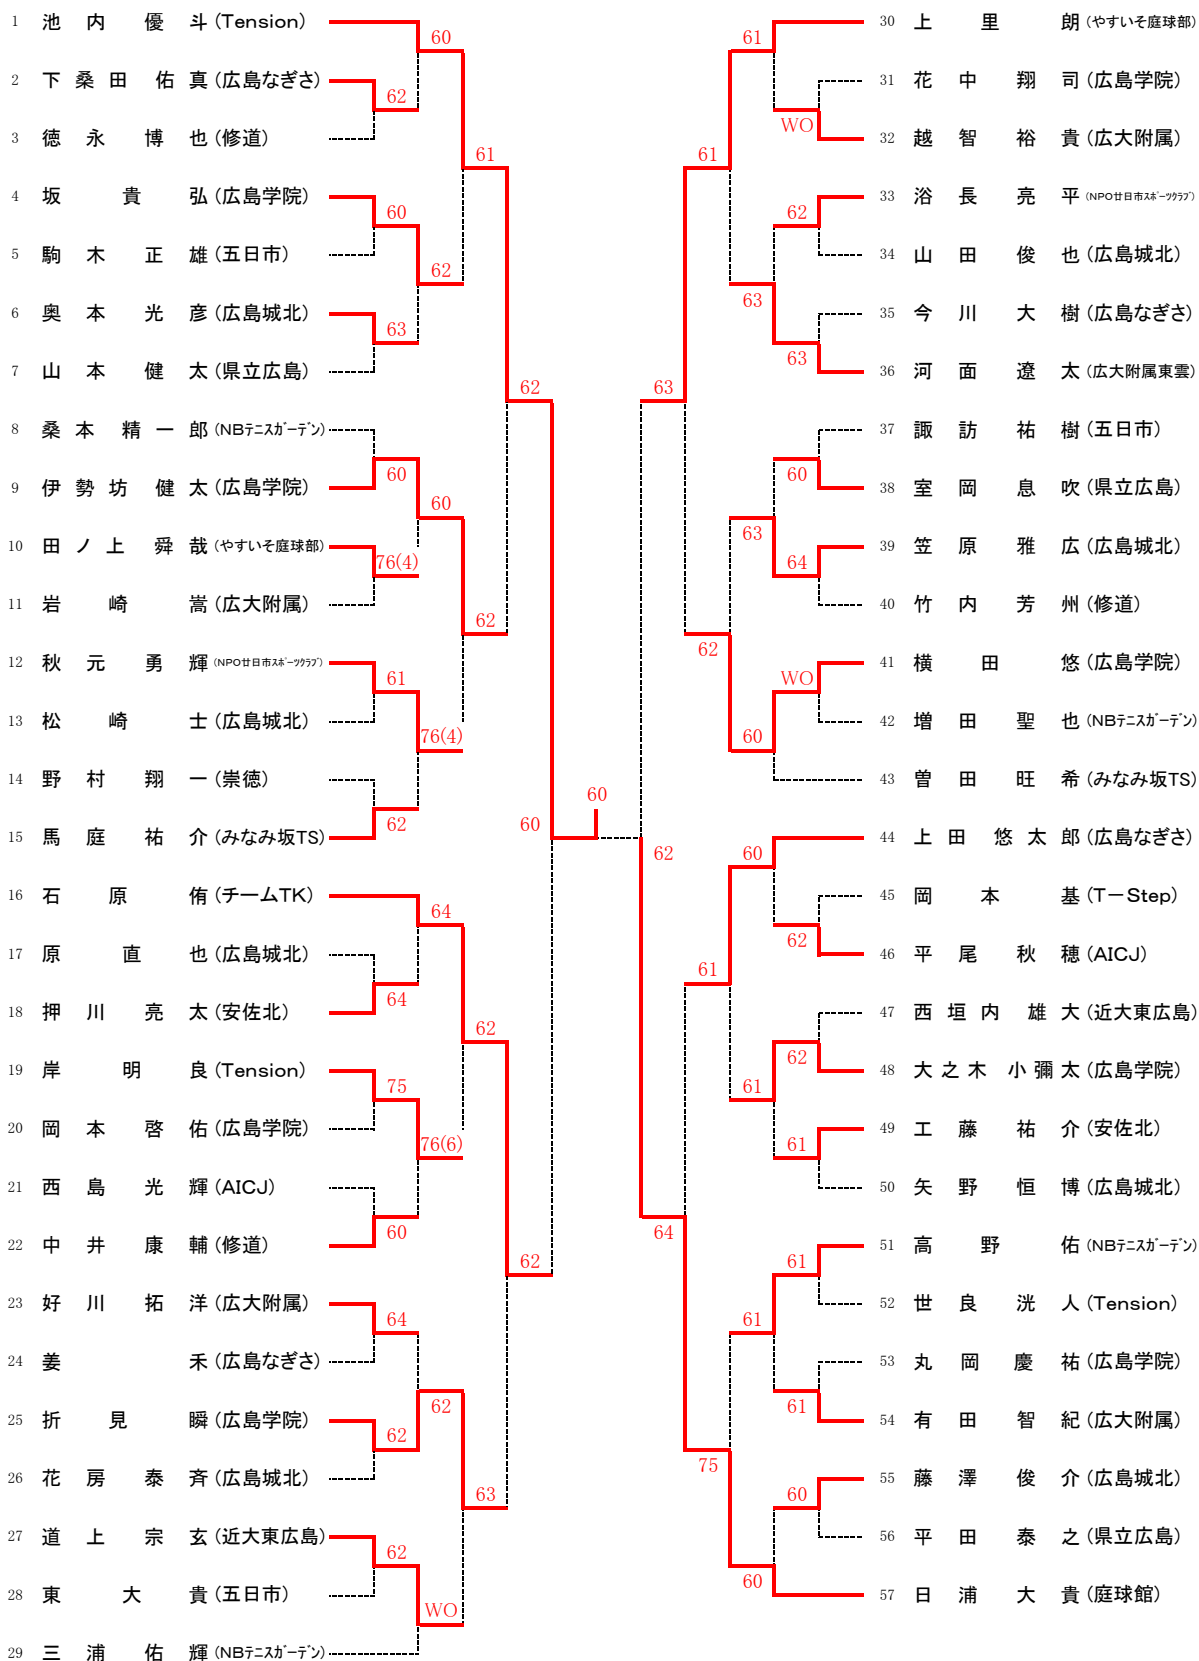 1 池内優斗 (Tension)
2 下桑田佑真 (広島なぎさ)
3 徳永博也 (修道)
4 坂貴弘 (広島学院)
5 駒木正雄 (五日市)
6 奥本光彦 (広島城北)
7 山本健太 (県立広島)
8 桑本精一郎 (NBテニスガーデン)
9 伊勢坊健太 (広島学院)
10 田ノ上舜哉 (やすいそ庭球部)
11 岩崎嵩 (広大附属)
12 秋元勇輝 (NPO廿日市スポーツクラブ)
13 松崎士 (広島城北)
14 野村翔一 (崇徳)
15 馬庭祐介 (みなみ坂TS)
16 石原侑 (チームTK)
17 原直也 (広島城北)
18 押川亮太 (安佐北)
19 岸明良 (Tension)
20 岡本啓佑 (広島学院)
21 西島光輝 (AICJ)
22 中井康輔 (修道)
23 好川拓洋 (広大附属)
24 姜禾 (広島なぎさ)
25 折見瞬 (広島学院)
26 花房泰斉 (広島城北)
27 道上宗玄 (近大東広島)
28 東大貴 (五日市)
29 三浦佑輝 (NBテニスガーデン)
62
60
63
60
76(4)
61
62
64
75
60
64
62
62
60
62
60
76(4)
64
76(6)
62
WO
61
62
62
63
62
62
60
60
62
63
64
61
62
61
75
61
63
63
60
60
61
61
60
WO
62
63
60
64
WO
62
62
61
61
61
60
30 上里朗 (やすいそ庭球部)
31 花中翔司 (広島学院)
32 越智裕貴 (広大附属)
33 浴長亮平 (NPO廿日市スポーツクラブ)
34 山田俊也 (広島城北)
35 今川大樹 (広島なぎさ)
36 河面遼太 (広大附属東雲)
37 諏訪祐樹 (五日市)
38 室岡息吹 (県立広島)
39 笠原雅広 (広島城北)
40 竹内芳州 (修道)
41 横田悠 (広島学院)
42 増田聖也 (NBテニスガーデン)
43 曽田旺希 (みなみ坂TS)
44 上田悠太郎 (広島なぎさ)
45 岡本基 (T−Step)
46 平尾秋穂 (AICJ)
47 西垣内雄大 (近大東広島)
48 大之木小彌太 (広島学院)
49 工藤祐介 (安佐北)
50 矢野恒博 (広島城北)
51 高野佑 (NBテニスガーデン)
52 世良洸人 (Tension)
53 丸岡慶祐 (広島学院)
54 有田智紀 (広大附属)
55 藤澤俊介 (広島城北)
56 平田泰之 (県立広島)
57 日浦大貴 (庭球館)